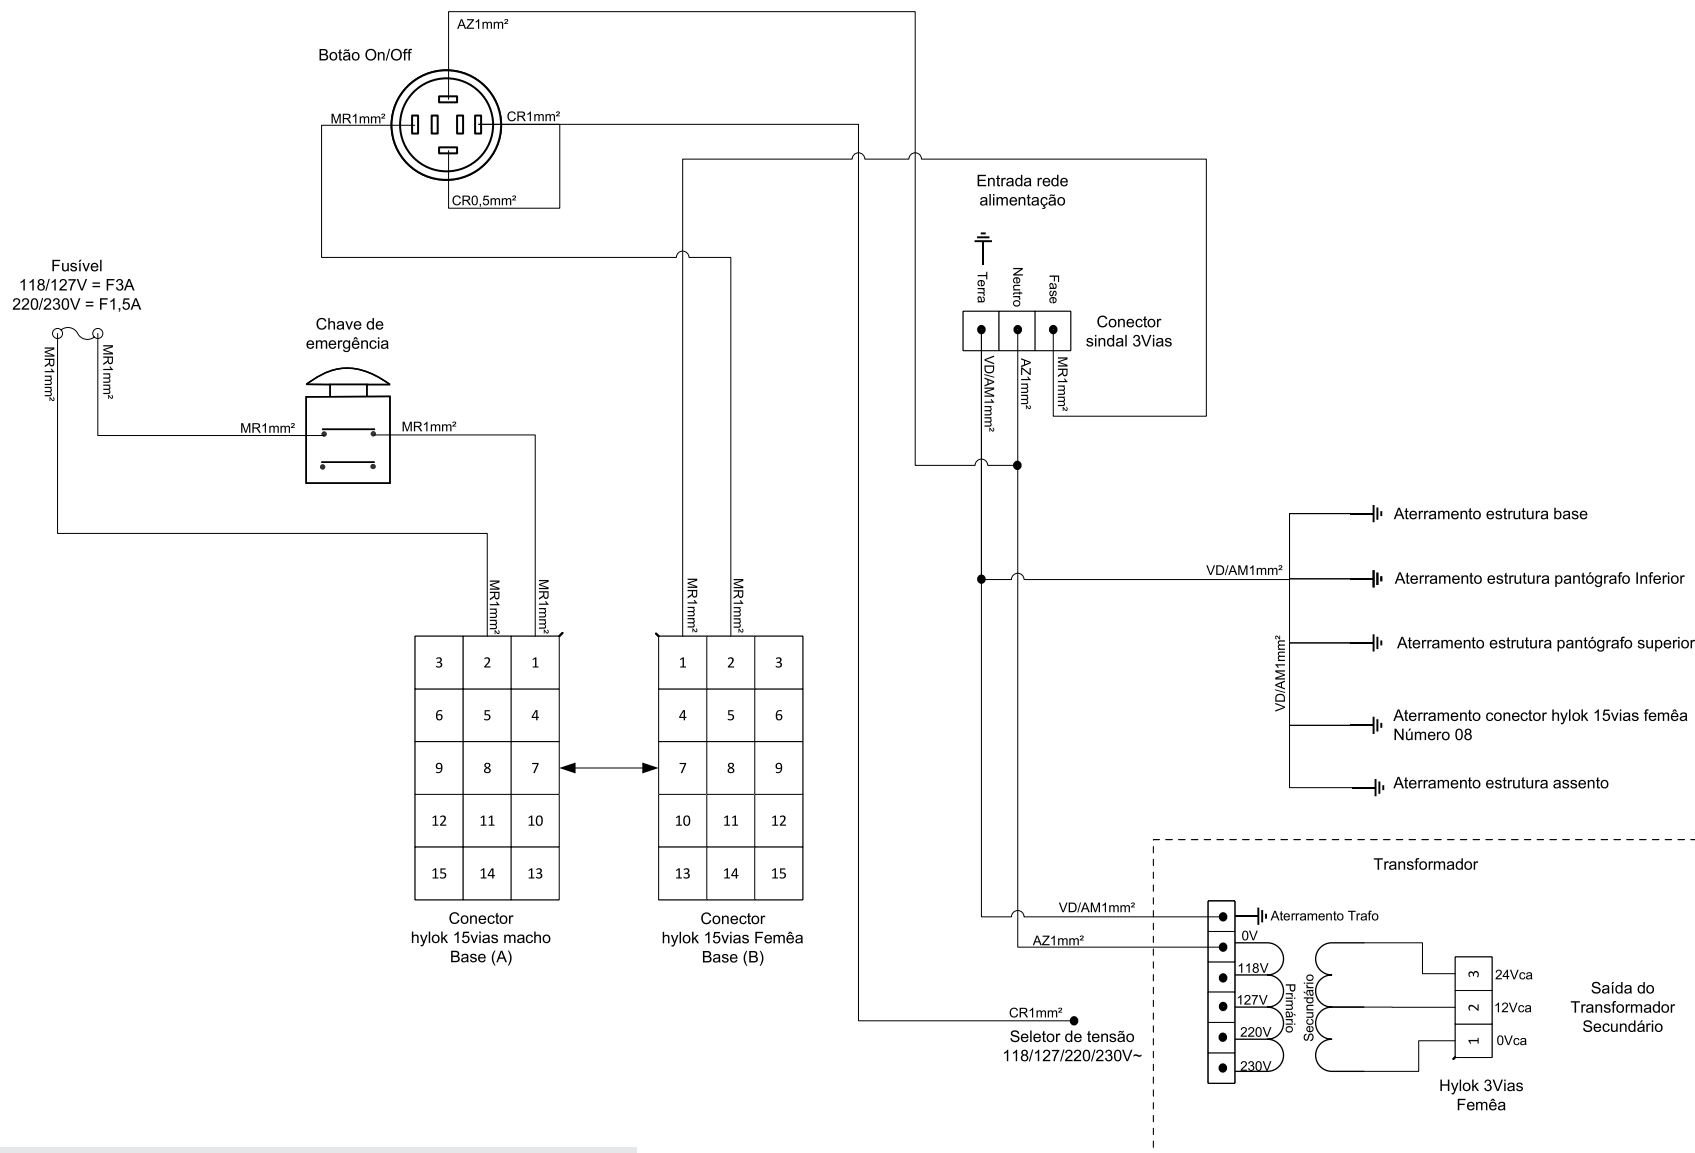 AZ1mm²
Botão On/Off
MR1mm²
CR1mm²
CR0,5mm²
Entrada rede
alimentação
Terra
Neutro
Fase
Conector
sindal 3Vias
VD/AM1mm²
AZ1mm²
MR1mm²
Fusível
118/127V = F3A
220/230V = F1,5A
MR1mm²
MR1mm²
Chave de
emergência
MR1mm²
MR1mm²
VD/AM1mm²
VD/AM1mm²
Aterramento estrutura base
Aterramento estrutura pantógrafo Inferior
Aterramento estrutura pantógrafo superior
Aterramento conector hylok 15vias femêa
Número 08
Aterramento estrutura assento
MR1mm²
MR1mm²
MR1mm²
MR1mm²
3 2 1
6 5 4
9 8 7
12 11 10
15 14 13
Conector
hylok 15vias macho
Base (A)
1 2 3
4 5 6
7 8 9
10 11 12
13 14 15
Conector
hylok 15vias Femêa
Base (B)
Transformador
VD/AM1mm²
Aterramento Trafo
AZ1mm²
0V
118V
127V
220V
230V
Primário
Secundário
3
2
1
24Vca
12Vca
0Vca
Saída do
Transformador
Secundário
Hylok 3Vias
Femêa
CR1mm²
Seletor de tensão
118/127/220/230V~